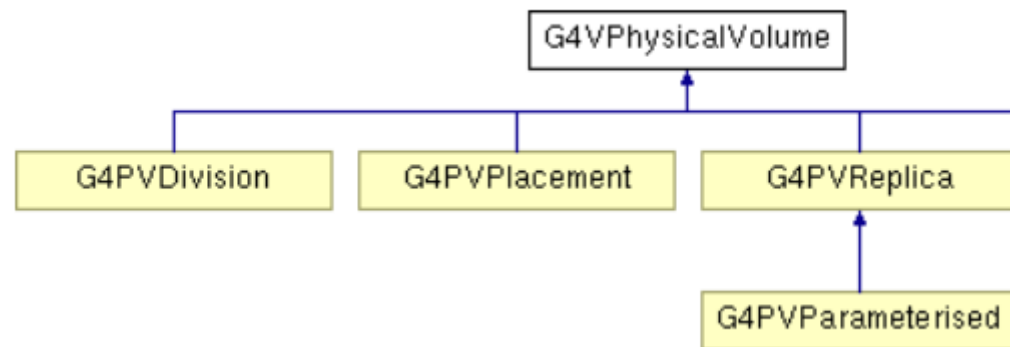 G4VPhysicalVolume
G4PVDivision
G4PVPlacement
G4PVReplica
G4PVParameterised